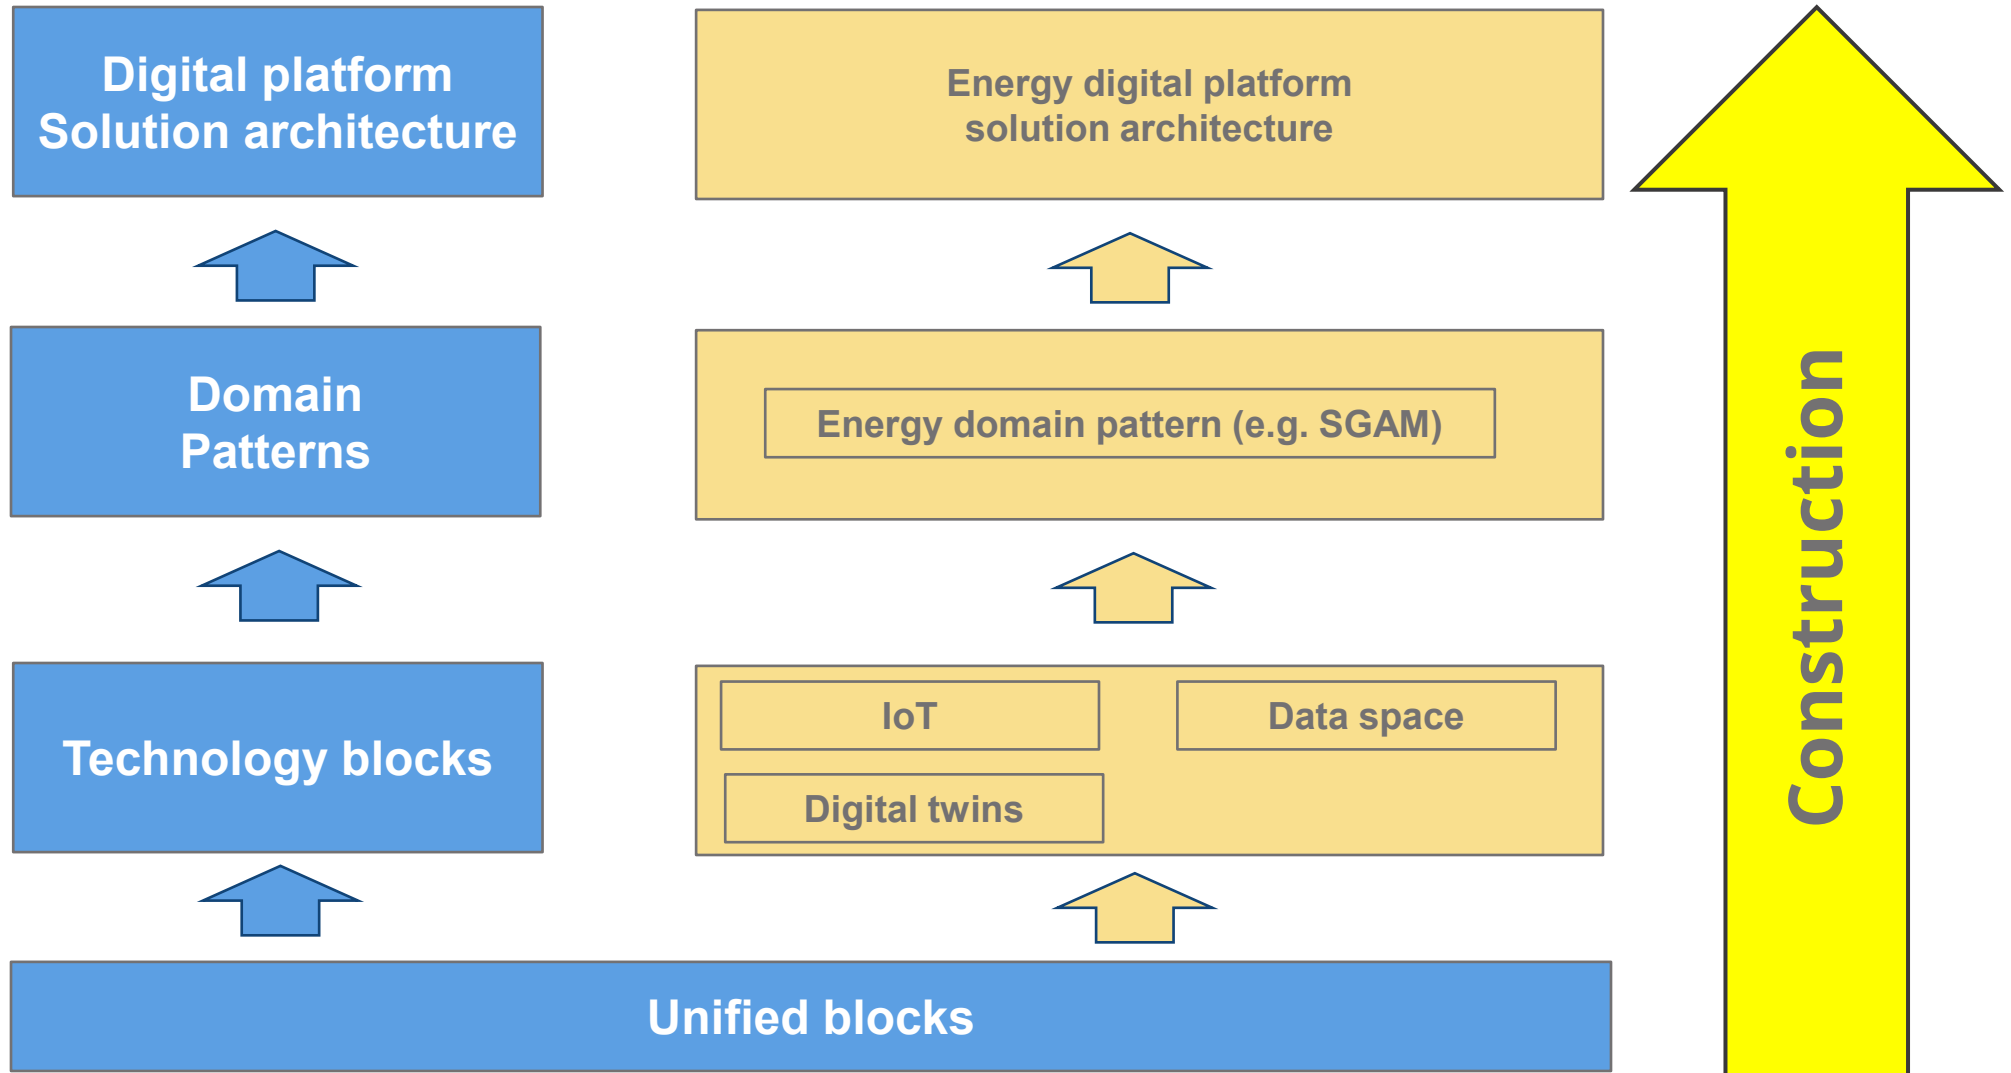 Digital platform
Solution architecture
Energy digital platform
solution architecture
Domain
Patterns
Energy domain pattern (e.g. SGAM)
Technology blocks
IoT
Data space
Digital twins
Unified blocks
Construction